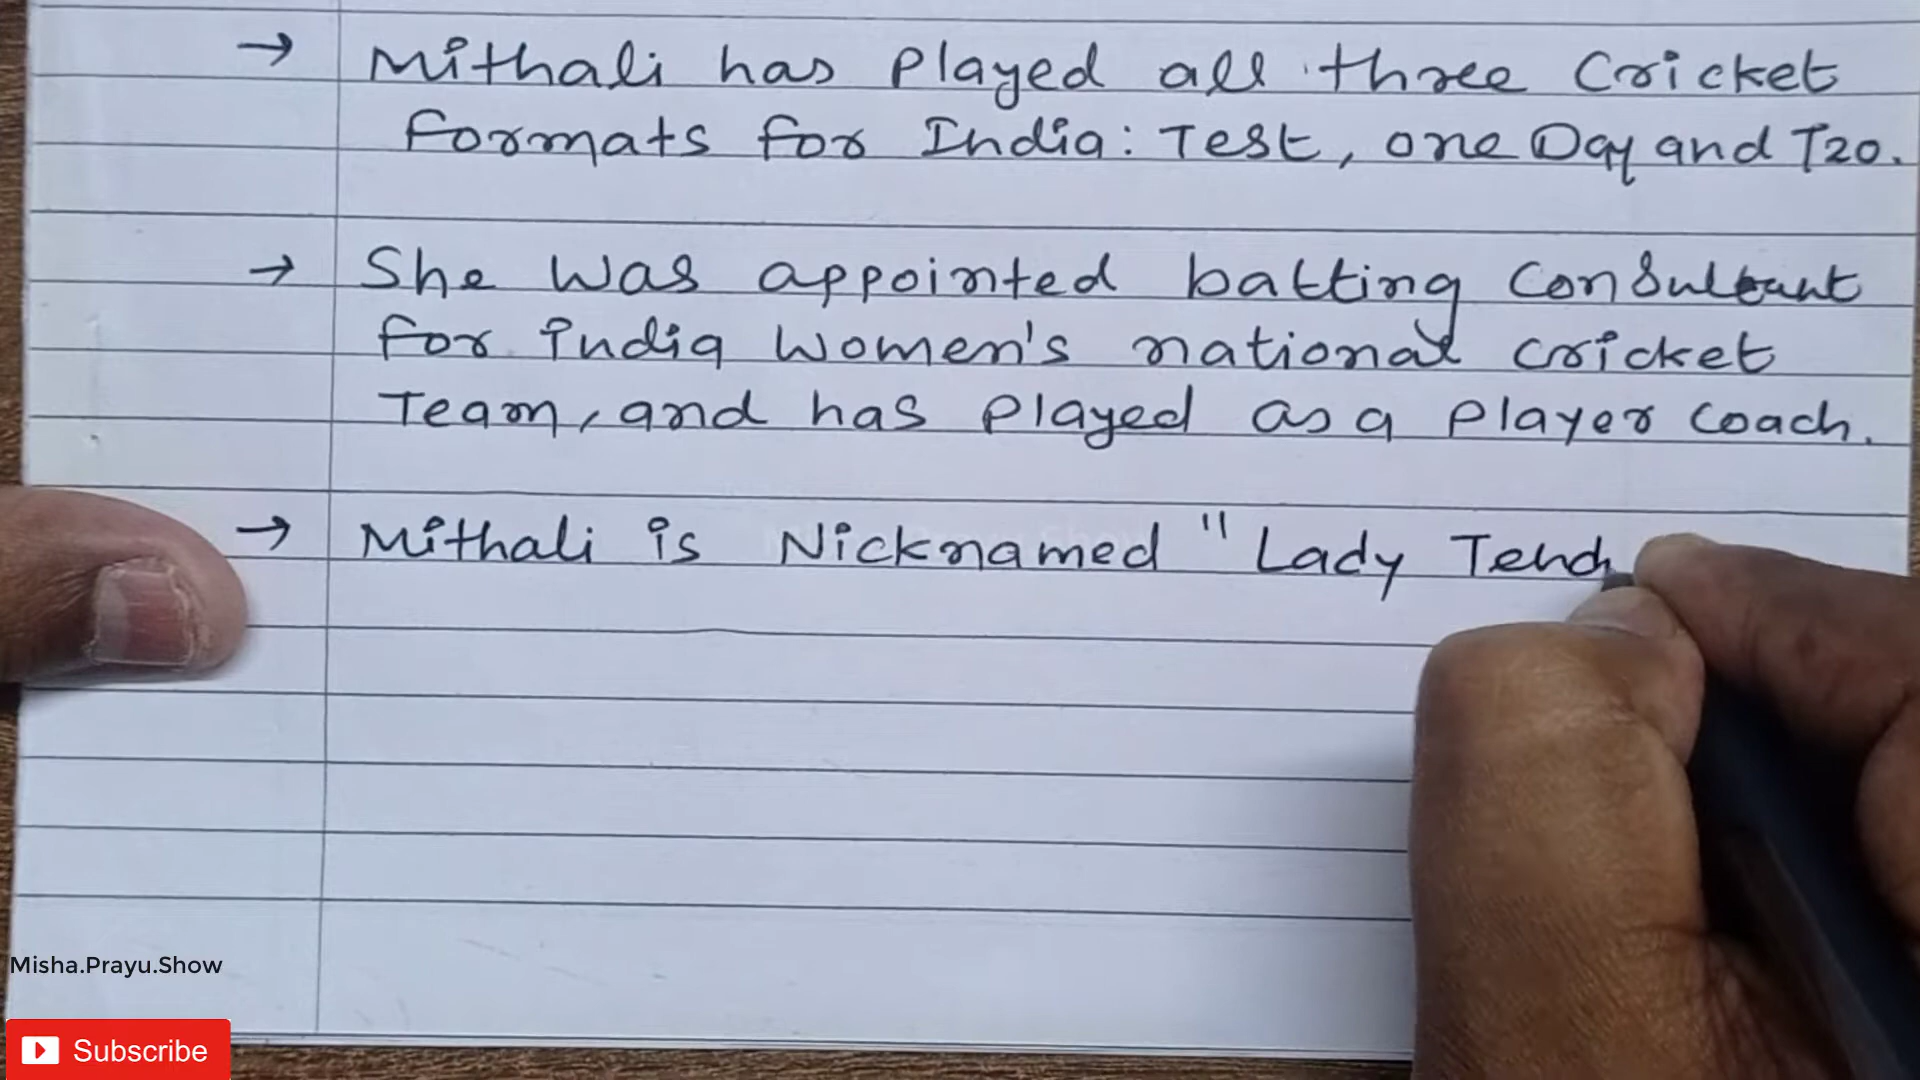 → Mithali has Played all three Cricket
formats for India: Test, one Day and T20.
→ She was appointed batting Consultant
for india Women's national cricket
Team, and has played as a player coach.
→ Mithali is Nicknamed "Lady Tend
Misha.Prayu.Show
Subscribe